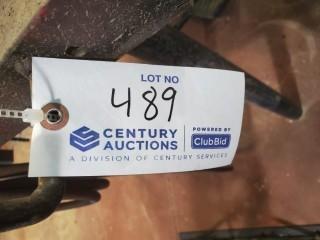 LOT NO
489
CENTURY
AUCTIONS
POWERED BY
ClubBid
A DIVISION OF CENTURY SERVICES